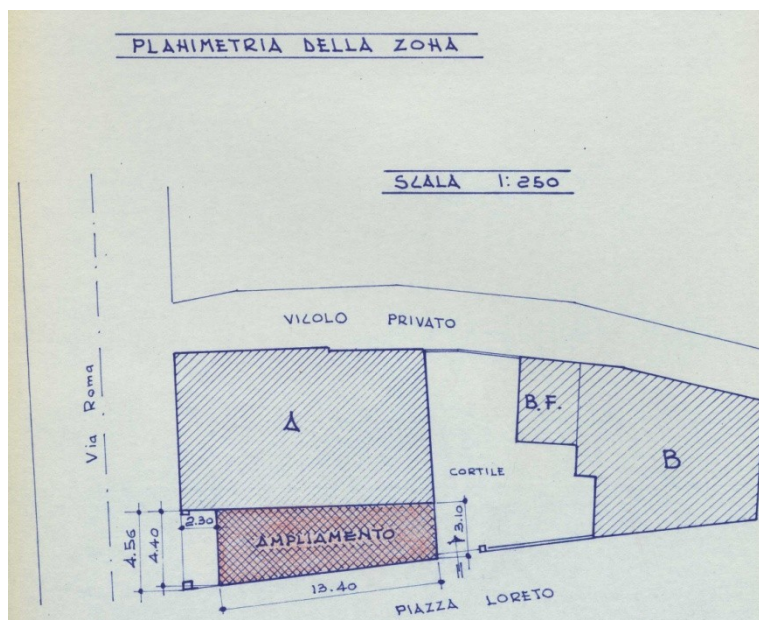 PLANIMETRIA DELLA ZONA
SCALA 1:250
VICOLO PRIVATO
Via Roma
A
B.F.
B
CORTILE
2.30
4.56
4.40
AMPLIAMENTO
3.10
13.40
PIAZZA LORETO